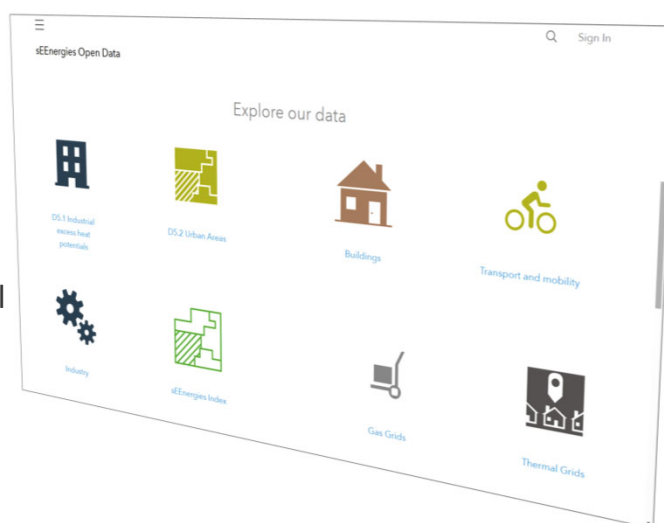 Sign In
sEEnergies Open Data
Explore our data
D5.1 Industrial
excess heat
potentials
D5.2 Urban Areas
Buildings
Transport and mobility
Industry
sEEnergies Index
Gas Grids
Thermal Grids